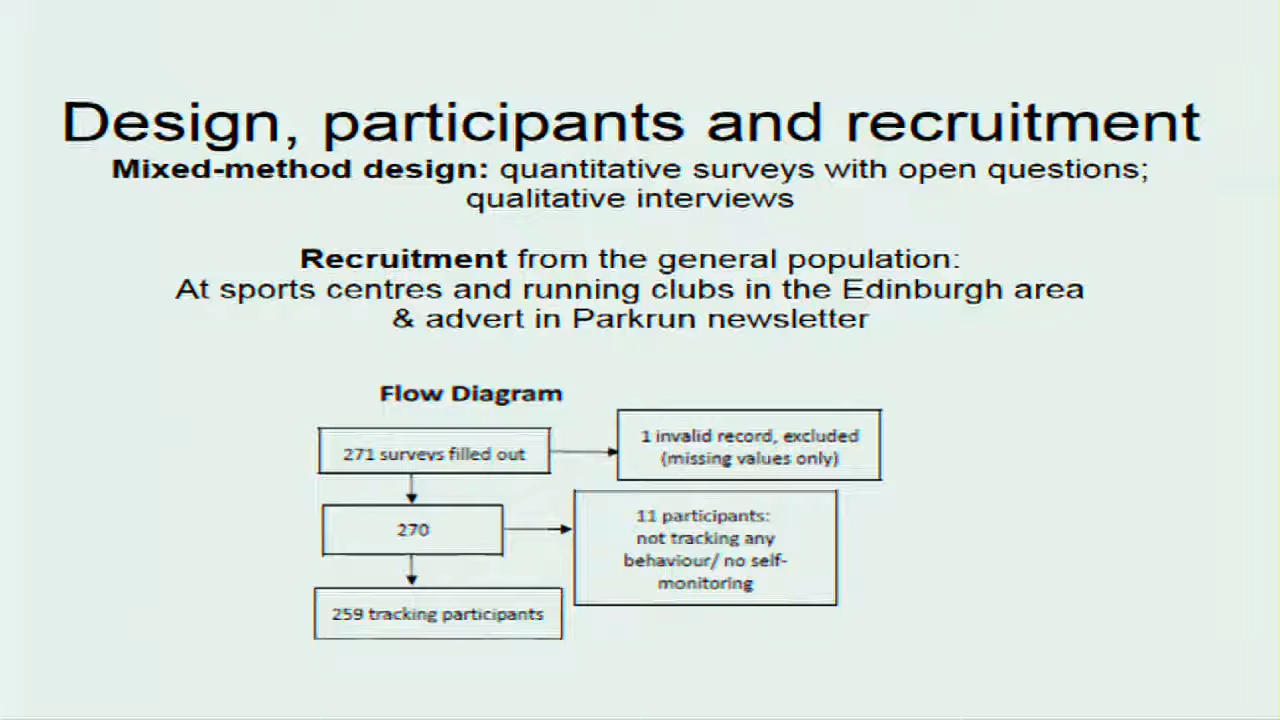 Design, participants and recruitment
Mixed-method design: quantitative surveys with open questions;
qualitative interviews
Recruitment from the general population:
At sports centres and running clubs in the Edinburgh area
& advert in Parkrun newsletter
Flow Diagram
271 surveys filled out
1 invalid record, excluded
(missing values only)
270
11 participants:
not tracking any
behaviour/ no self-
monitoring
259 tracking participants